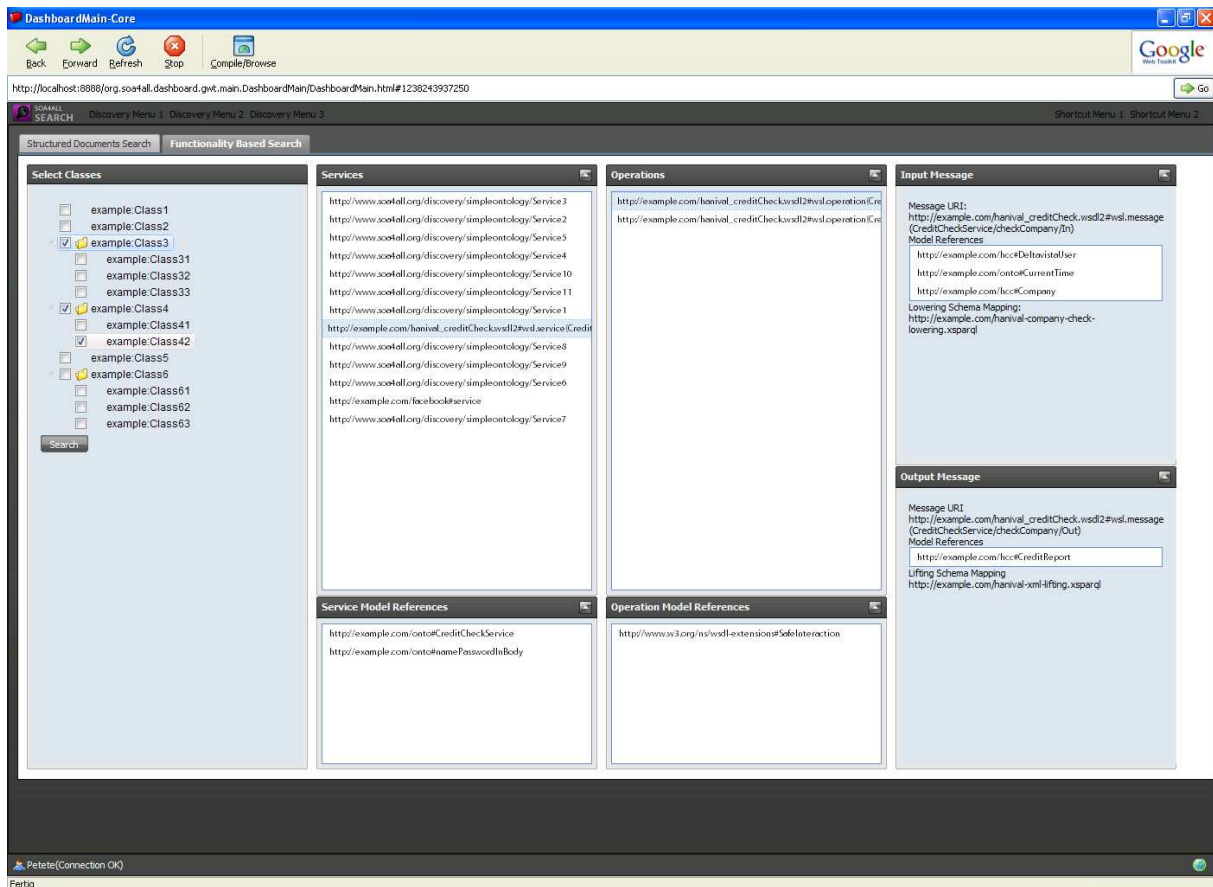 DashboardMain-Core
Back Forward Refresh Stop Compile/Browse
Google
Web Toolkit
http://localhost:8888/org.soa4all.dashboard.gwt.main.DashboardMain/DashboardMain.html#1238243937250
Go
SOA4ALL
SEARCH
Discovery Menu 1 Discovery Menu 2 Discovery Menu 3
Shortcut Menu 1 Shortcut Menu 2
Structured Documents Search Functionality Based Search
Select Classes
example:Class1
example:Class2
example:Class3
example:Class31
example:Class32
example:Class33
example:Class4
example:Class41
example:Class42
example:Class5
example:Class6
example:Class61
example:Class62
example:Class63
Search
Services
http://www.soa4all.org/discovery/simpleontology/Service3
http://www.soa4all.org/discovery/simpleontology/Service2
http://www.soa4all.org/discovery/simpleontology/Service5
http://www.soa4all.org/discovery/simpleontology/Service4
http://www.soa4all.org/discovery/simpleontology/Service10
http://www.soa4all.org/discovery/simpleontology/Service11
http://www.soa4all.org/discovery/simpleontology/Service1
http://example.com/hanival_creditCheck.wsdl2#wsl.service(Credit
http://www.soa4all.org/discovery/simpleontology/Service8
http://www.soa4all.org/discovery/simpleontology/Service9
http://www.soa4all.org/discovery/simpleontology/Service6
http://example.com/facebook#service
http://www.soa4all.org/discovery/simpleontology/Service7
Service Model References
http://example.com/onto#CreditCheckService
http://example.com/onto#namePasswordInBody
Operations
http://example.com/hanival_creditCheck.wsdl2#wsl.operation(Cre
http://example.com/hanival_creditCheck.wsdl2#wsl.operation(Cre
Operation Model References
http://www.w3.org/ns/wsdl-extensions#SafeInteraction
Input Message
Message URI:
http://example.com/hanival_creditCheck.wsdl2#wsl.message
(CreditCheckService/checkCompany/In)
Model References
http://example.com/hcc#DeltavistaUser
http://example.com/onto#CurrentTime
http://example.com/hcc#Company
Lowering Schema Mapping:
http://example.com/hanival-company-check-
lowering.xsparql
Output Message
Message URI
http://example.com/hanival_creditCheck.wsdl2#wsl.message
(CreditCheckService/checkCompany/Out)
Model References
http://example.com/hcc#CreditReport
Lifting Schema Mapping
http://example.com/hanival-xml-lifting.xsparql
Petete(Connection OK)
Fertig